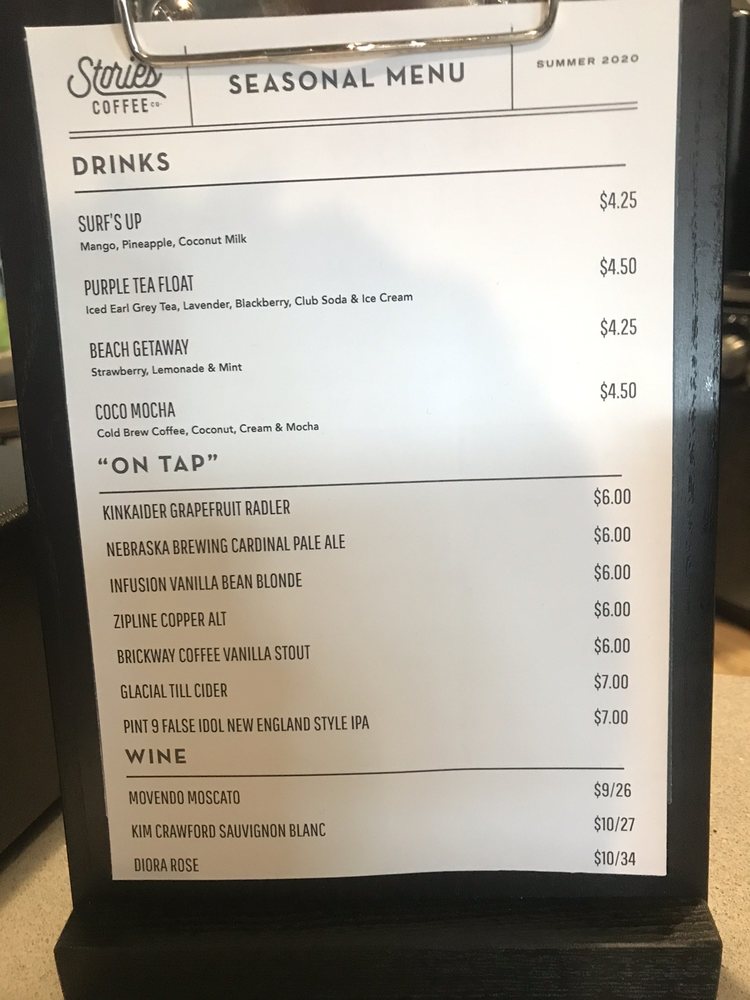 Stories
COFFEE CO.
SEASONAL MENU
SUMMER 2020
DRINKS
SURF'S UP $4.25
Mango, Pineapple, Coconut Milk
PURPLE TEA FLOAT $4.50
Iced Earl Grey Tea, Lavender, Blackberry, Club Soda & Ice Cream
BEACH GETAWAY $4.25
Strawberry, Lemonade & Mint
COCO MOCHA $4.50
Cold Brew Coffee, Coconut, Cream & Mocha
“ON TAP”
KINKAIDER GRAPEFRUIT RADLER $6.00
NEBRASKA BREWING CARDINAL PALE ALE $6.00
INFUSION VANILLA BEAN BLONDE $6.00
ZIPLINE COPPER ALT $6.00
BRICKWAY COFFEE VANILLA STOUT $6.00
GLACIAL TILL CIDER $7.00
PINT 9 FALSE IDOL NEW ENGLAND STYLE IPA $7.00
WINE
MOVENDO MOSCATO $9/26
KIM CRAWFORD SAUVIGNON BLANC $10/27
DIORA ROSE $10/34